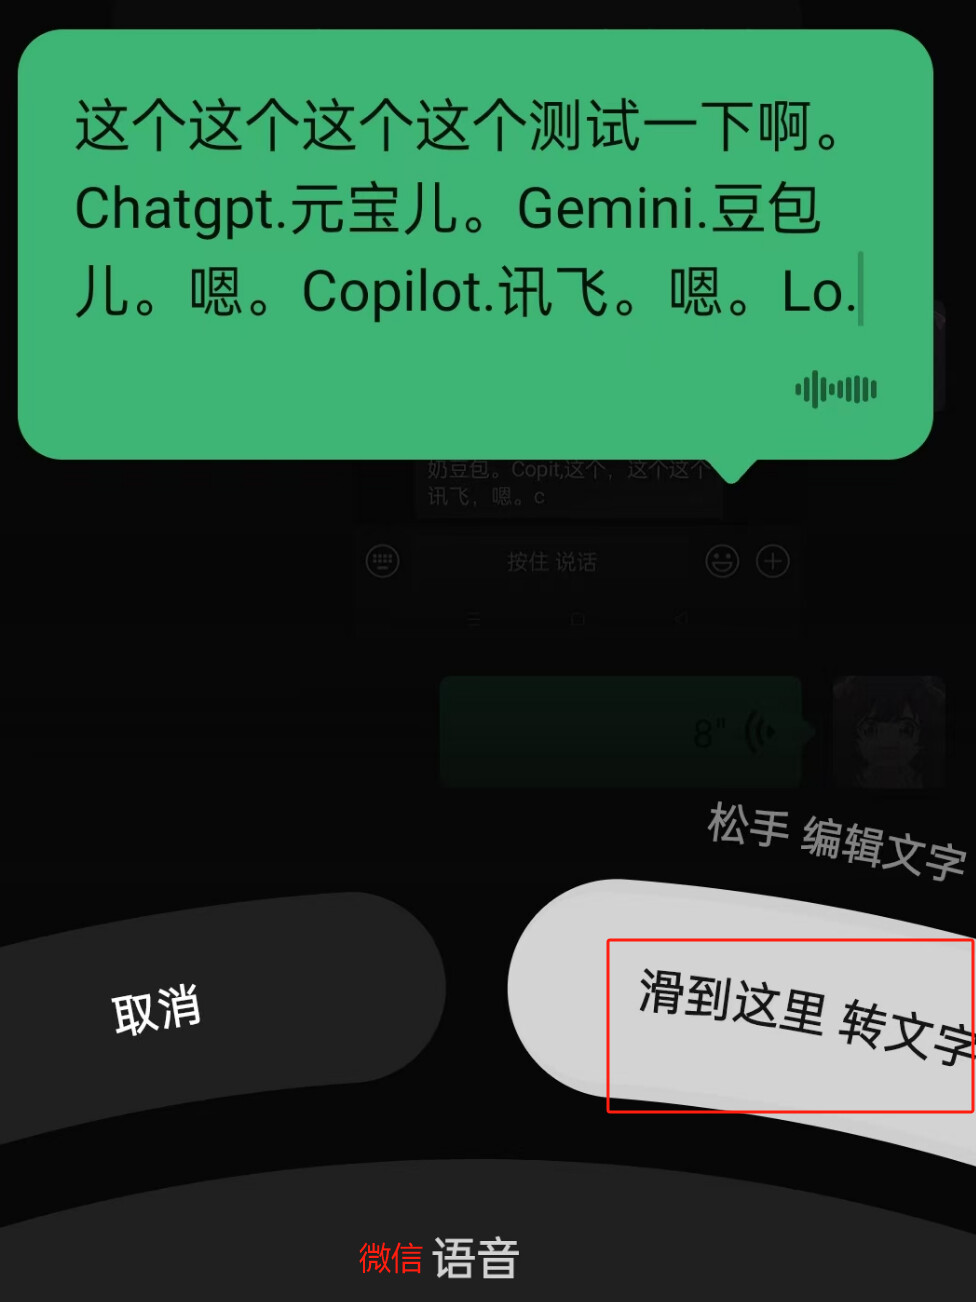 这个这个这个这个测试一下啊。
Chatgpt.元宝儿。Gemini.豆包
儿。嗯。Copilot.讯飞。嗯。Lo.
奶豆包。Copit,这个，这个这个
讯飞，嗯。c
按住 说话
8"
松手 编辑文字
取消
滑到这里 转文字
微信 语音